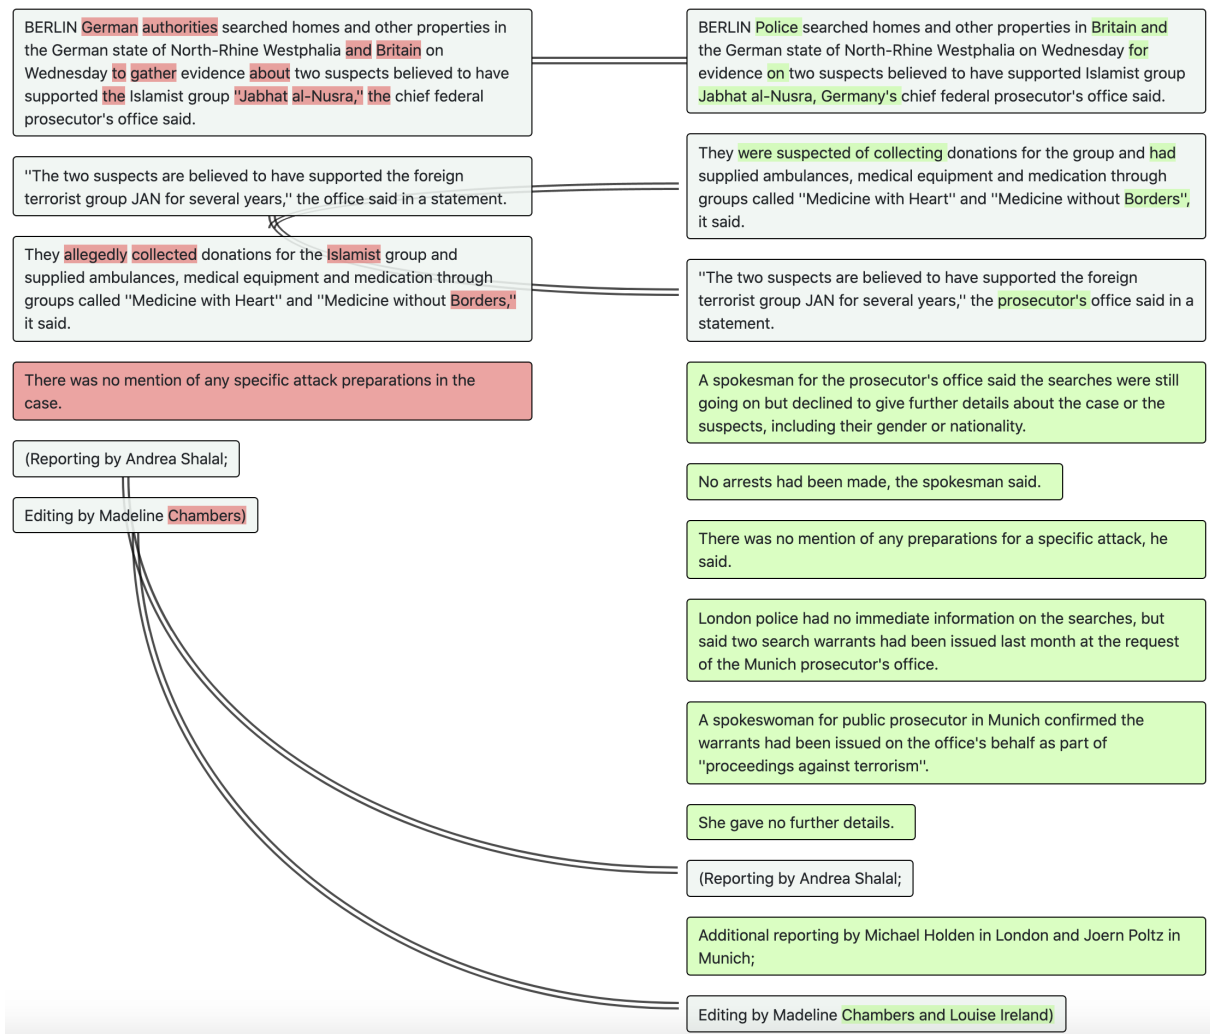 BERLIN German authorities searched homes and other properties in
the German state of North-Rhine Westphalia and Britain on
Wednesday to gather evidence about two suspects believed to have
supported the Islamist group "Jabhat al-Nusra," the chief federal
prosecutor's office said.
"The two suspects are believed to have supported the foreign
terrorist group JAN for several years," the office said in a statement.
They allegedly collected donations for the Islamist group and
supplied ambulances, medical equipment and medication through
groups called "Medicine with Heart" and "Medicine without Borders,"
it said.
There was no mention of any specific attack preparations in the
case.
(Reporting by Andrea Shalal;
Editing by Madeline Chambers)
BERLIN Police searched homes and other properties in Britain and
the German state of North-Rhine Westphalia on Wednesday for
evidence on two suspects believed to have supported Islamist group
Jabhat al-Nusra, Germany's chief federal prosecutor's office said.
They were suspected of collecting donations for the group and had
supplied ambulances, medical equipment and medication through
groups called "Medicine with Heart" and "Medicine without Borders",
it said.
"The two suspects are believed to have supported the foreign
terrorist group JAN for several years," the prosecutor's office said in a
statement.
A spokesman for the prosecutor's office said the searches were still
going on but declined to give further details about the case or the
suspects, including their gender or nationality.
No arrests had been made, the spokesman said.
There was no mention of any preparations for a specific attack, he
said.
London police had no immediate information on the searches, but
said two search warrants had been issued last month at the request
of the Munich prosecutor's office.
A spokeswoman for public prosecutor in Munich confirmed the
warrants had been issued on the office's behalf as part of
"proceedings against terrorism".
She gave no further details.
(Reporting by Andrea Shalal;
Additional reporting by Michael Holden in London and Joern Poltz in
Munich;
Editing by Madeline Chambers and Louise Ireland)